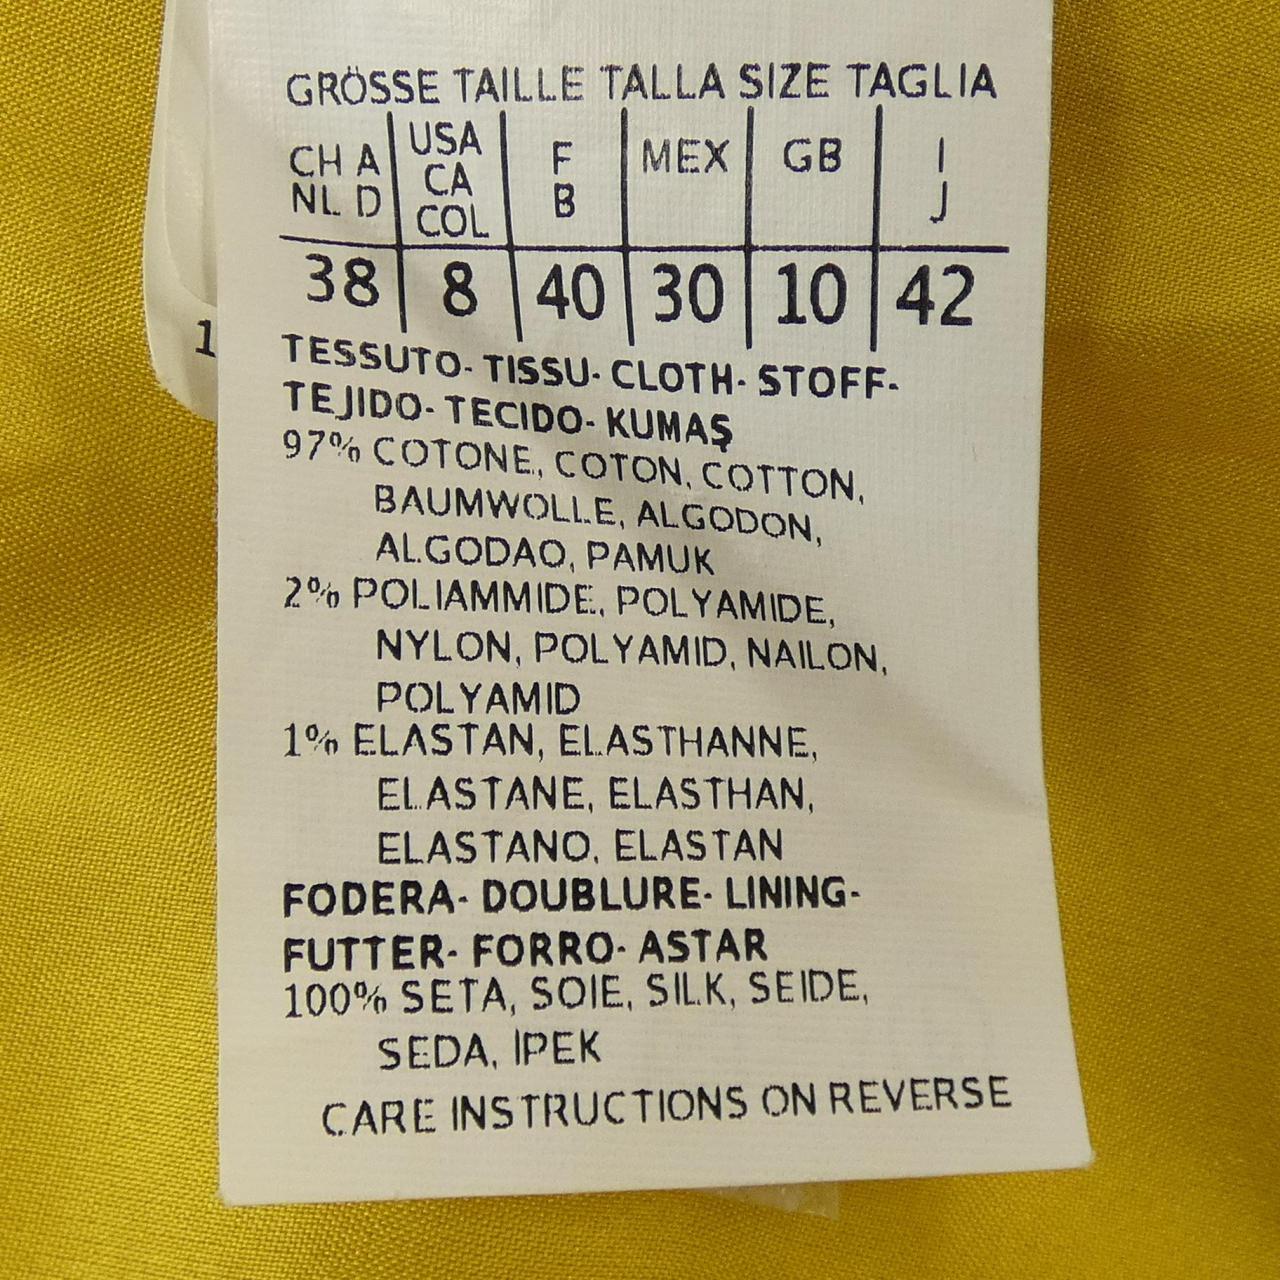 GRÖSSE TAILLE TALLA SIZE TAGLIA
CH A NL D | USA CA COL | F B | MEX | GB | I J
38 | 8 | 40 | 30 | 10 | 42
1
TESSUTO- TISSU- CLOTH- STOFF-
TEJIDO- TECIDO- KUMAŞ
97% COTONE, COTON, COTTON,
BAUMWOLLE, ALGODON,
ALGODAO, PAMUK
2% POLIAMMIDE, POLYAMIDE,
NYLON, POLYAMID, NAILON,
POLYAMID
1% ELASTAN, ELASTHANNE,
ELASTANE, ELASTHAN,
ELASTANO, ELASTAN
FODERA- DOUBLURE- LINING-
FUTTER- FORRO- ASTAR
100% SETA, SOIE, SILK, SEIDE,
SEDA, IPEK
CARE INSTRUCTIONS ON REVERSE